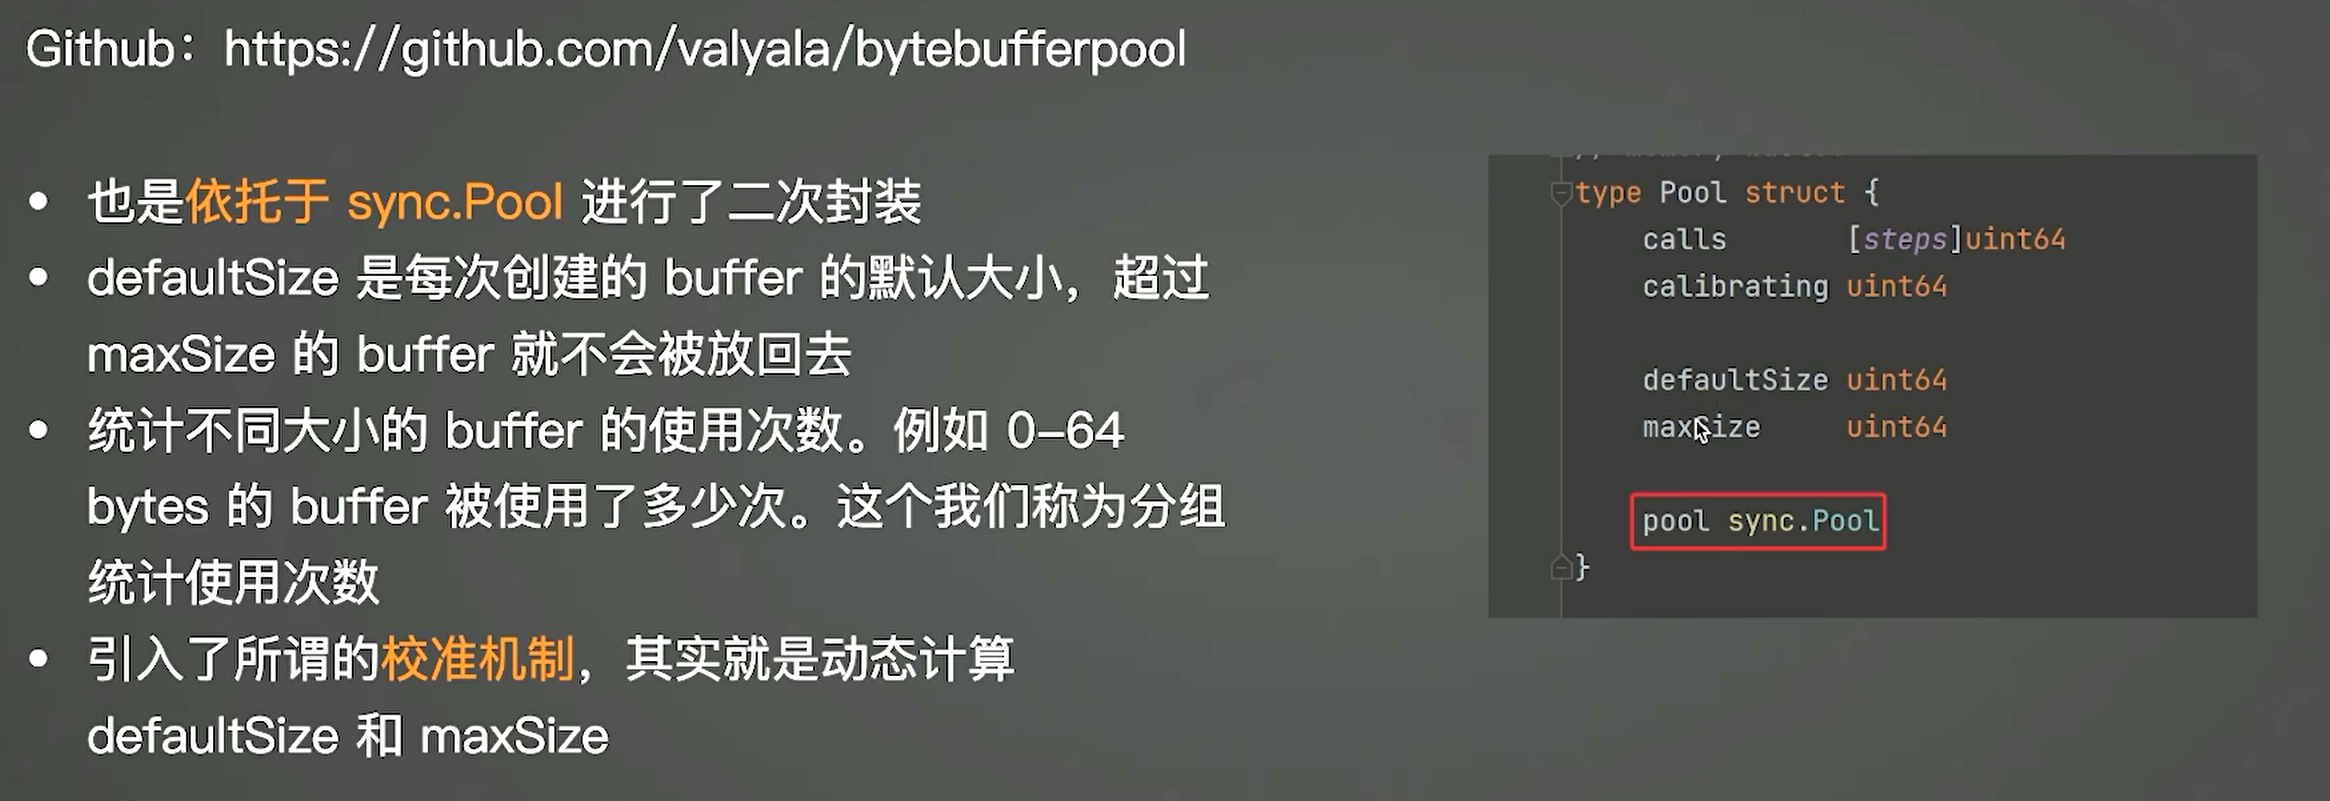 Github：https://github.com/valyala/bytebufferpool
• 也是依托于 sync.Pool 进行了二次封装
• defaultSize 是每次创建的 buffer 的默认大小，超过
maxSize 的 buffer 就不会被放回去
• 统计不同大小的 buffer 的使用次数。例如 0-64
bytes 的 buffer 被使用了多少次。这个我们称为分组
统计使用次数
• 引入了所谓的校准机制，其实就是动态计算
defaultSize 和 maxSize
type Pool struct {
calls [steps]uint64
calibrating uint64
defaultSize uint64
maxSize uint64
pool sync.Pool
}